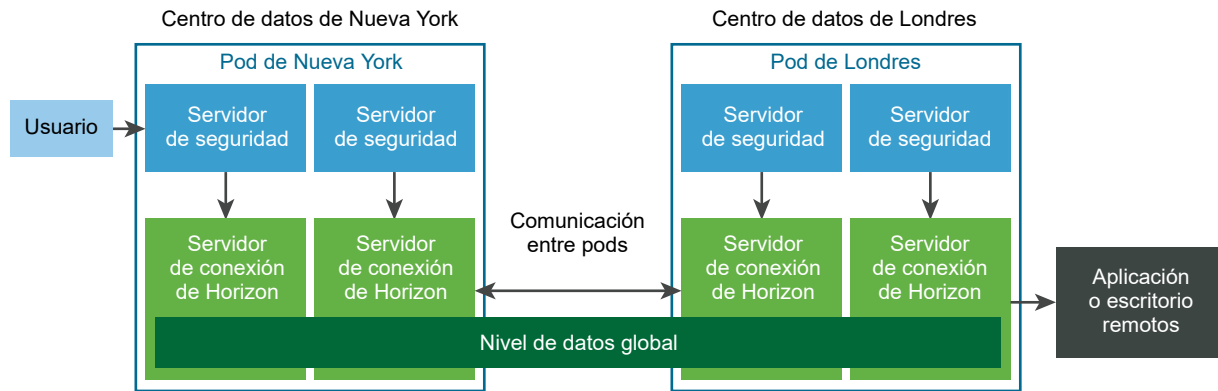 Centro de datos de Nueva York
Centro de datos de Londres
Pod de Nueva York
Pod de Londres
Usuario
Servidor
de seguridad
Servidor
de seguridad
Servidor
de seguridad
Servidor
de seguridad
Comunicación
entre pods
Servidor
de conexión
de Horizon
Servidor
de conexión
de Horizon
Servidor
de conexión
de Horizon
Servidor
de conexión
de Horizon
Aplicación
o escritorio
remotos
Nivel de datos global